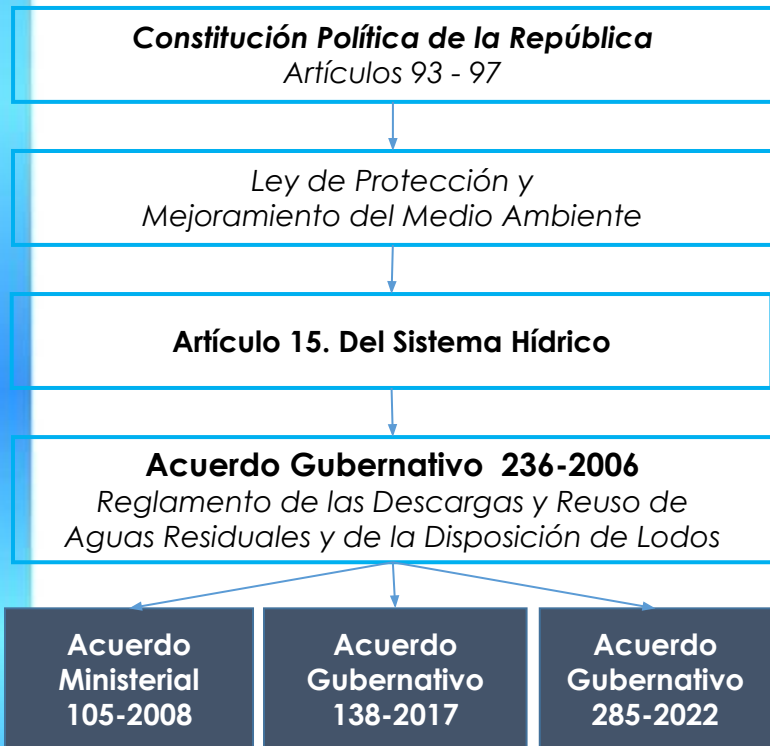 Constitución Política de la República
Artículos 93 - 97
Ley de Protección y
Mejoramiento del Medio Ambiente
Artículo 15. Del Sistema Hídrico
Acuerdo Gubernativo 236-2006
Reglamento de las Descargas y Reuso de
Aguas Residuales y de la Disposición de Lodos
Acuerdo
Ministerial
105-2008
Acuerdo
Gubernativo
138-2017
Acuerdo
Gubernativo
285-2022